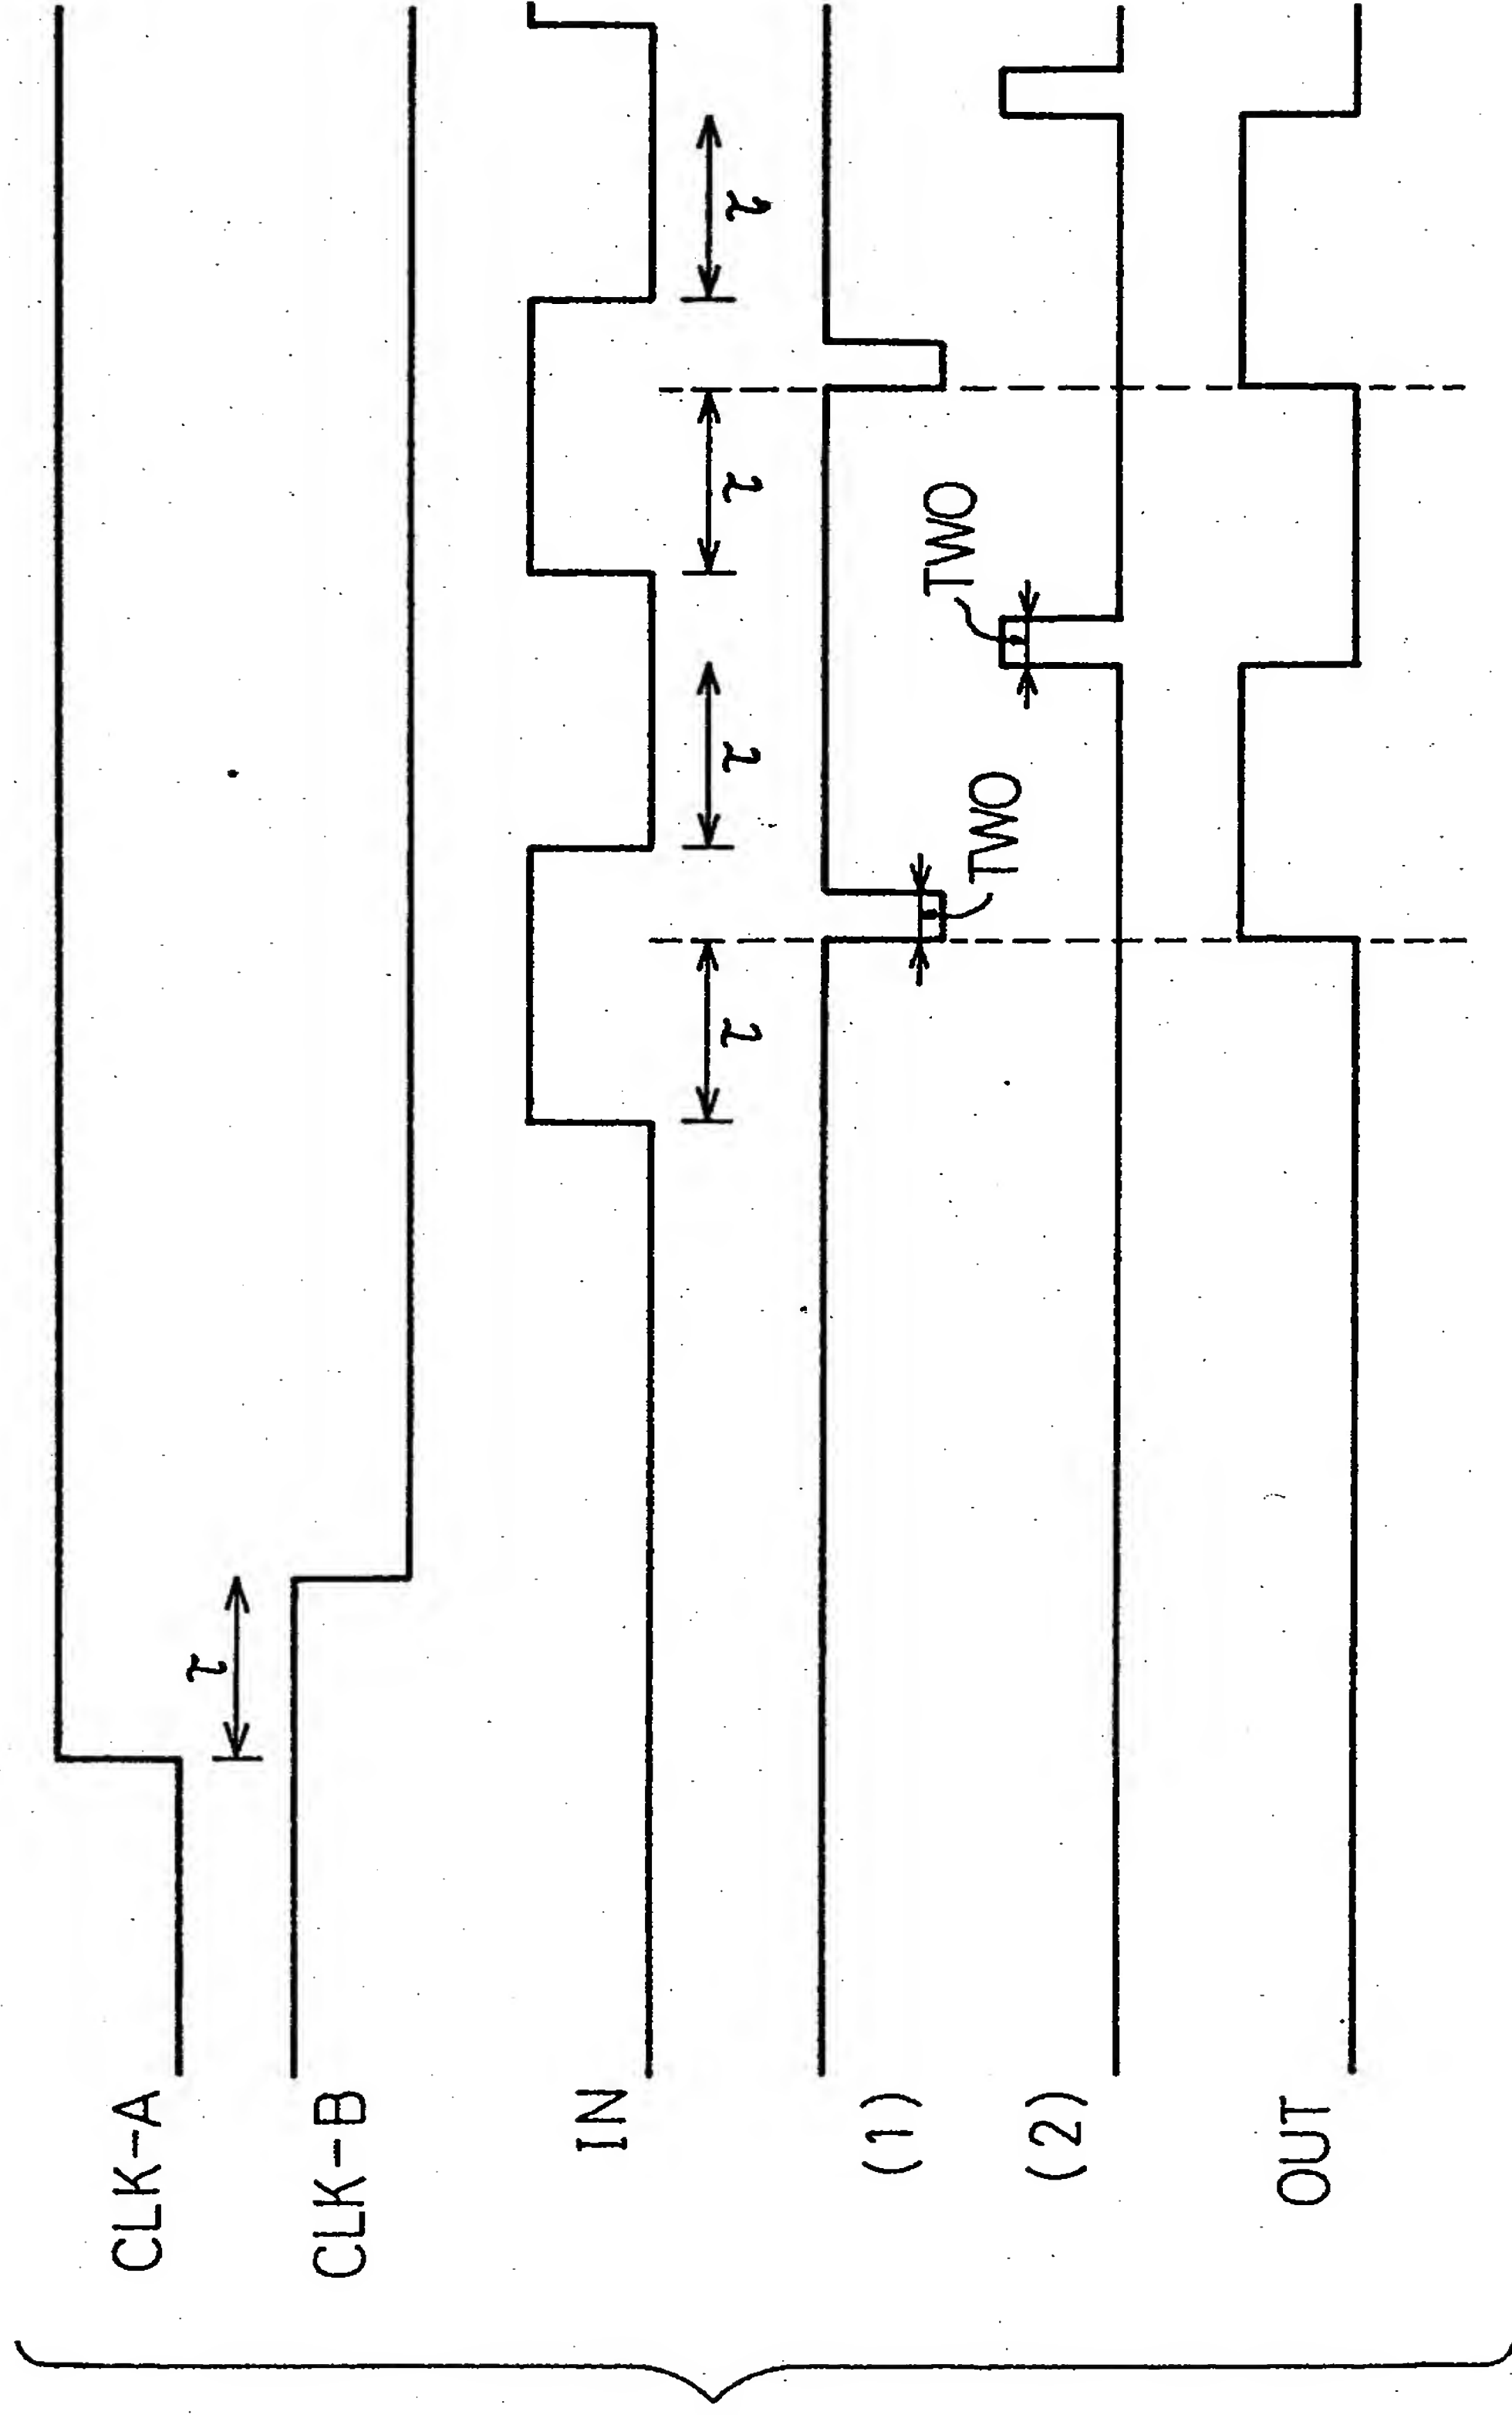 CLK-A
τ
CLK-B
IN
τ
τ
τ
τ
(1)
TWO
(2)
TWO
OUT